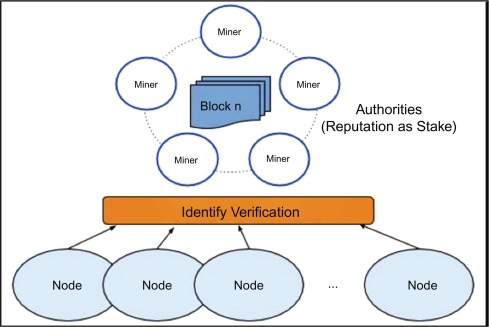 Miner
Miner
Miner
Block n
Authorities
(Reputation as Stake)
Miner
Miner
Identify Verification
Node
Node
Node
...
Node